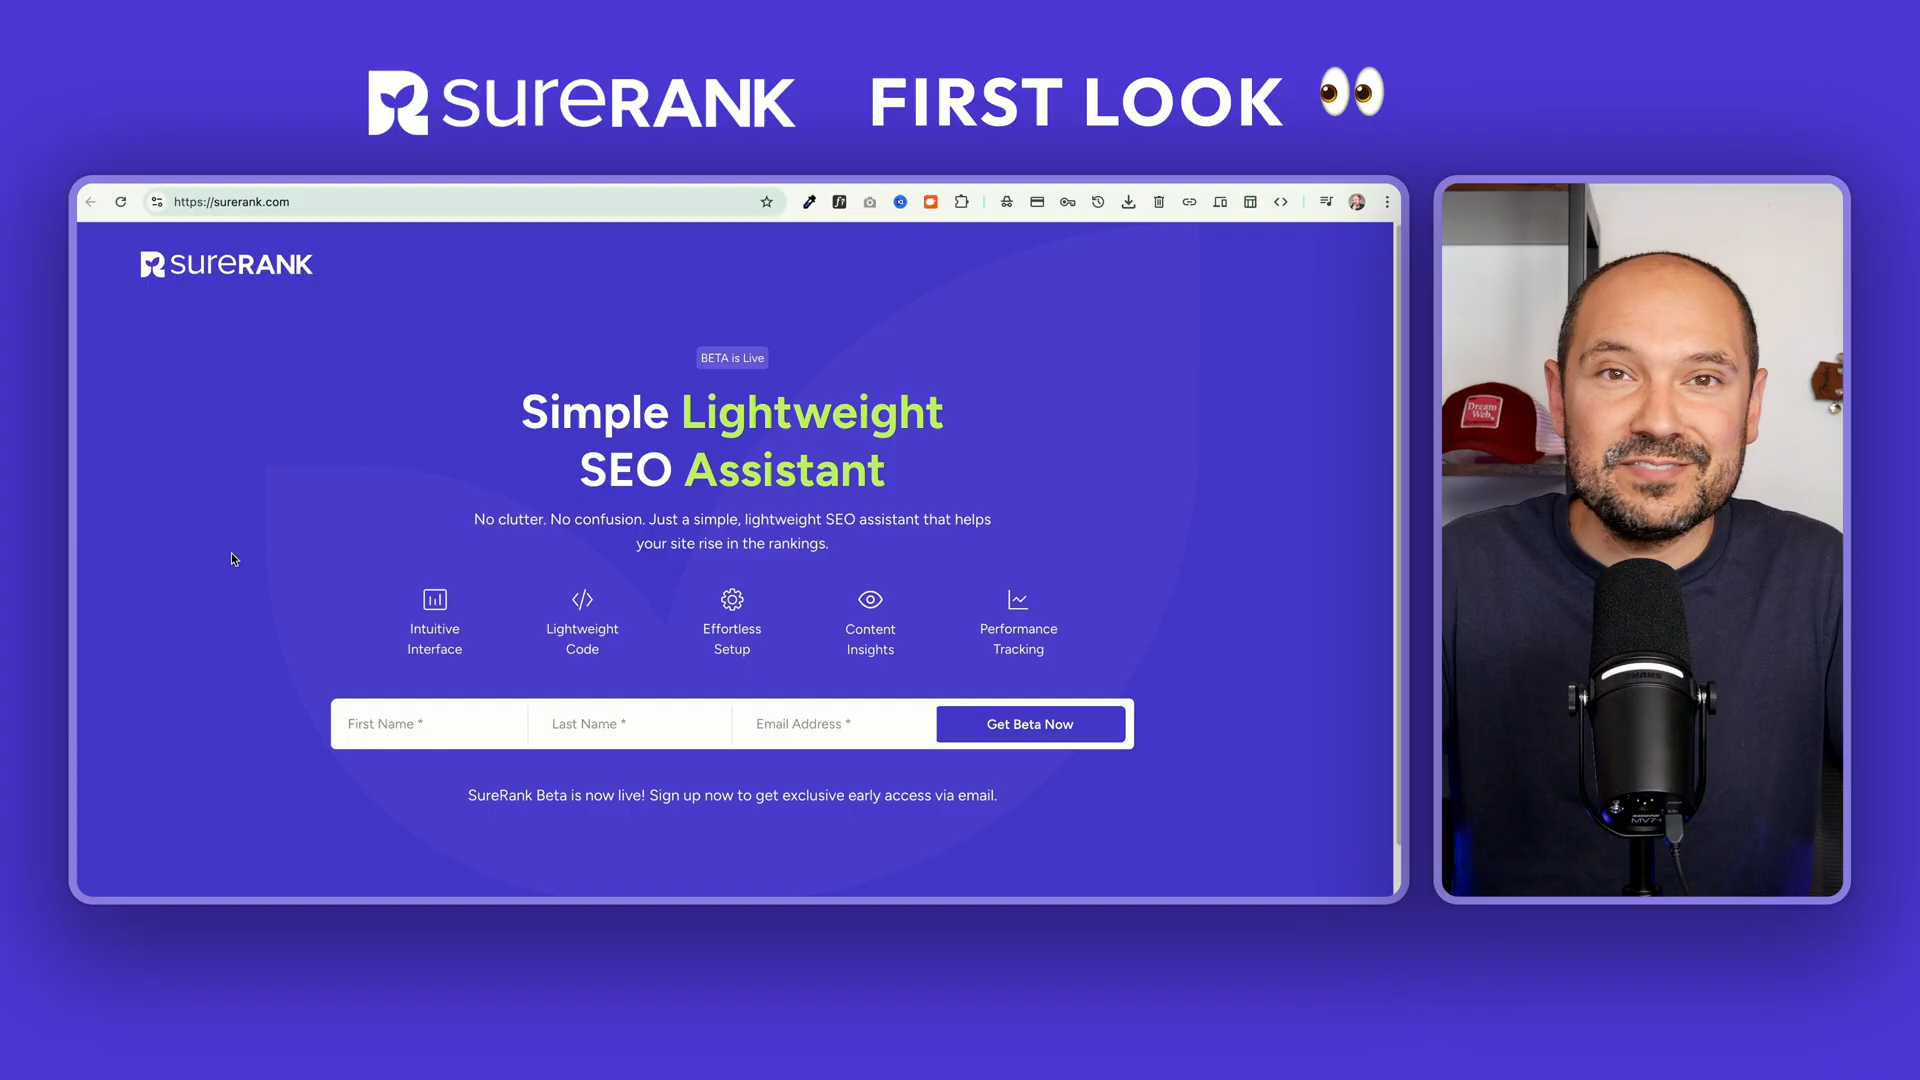 sureRANK FIRST LOOK
https://surerank.com
sureRANK
BETA is Live
Simple Lightweight
SEO Assistant
No clutter. No confusion. Just a simple, lightweight SEO assistant that helps
your site rise in the rankings.
Intuitive
Interface
Lightweight
Code
Effortless
Setup
Content
Insights
Performance
Tracking
First Name *
Last Name *
Email Address *
Get Beta Now
SureRank Beta is now live! Sign up now to get exclusive early access via email.
Dream
Web
MV7+